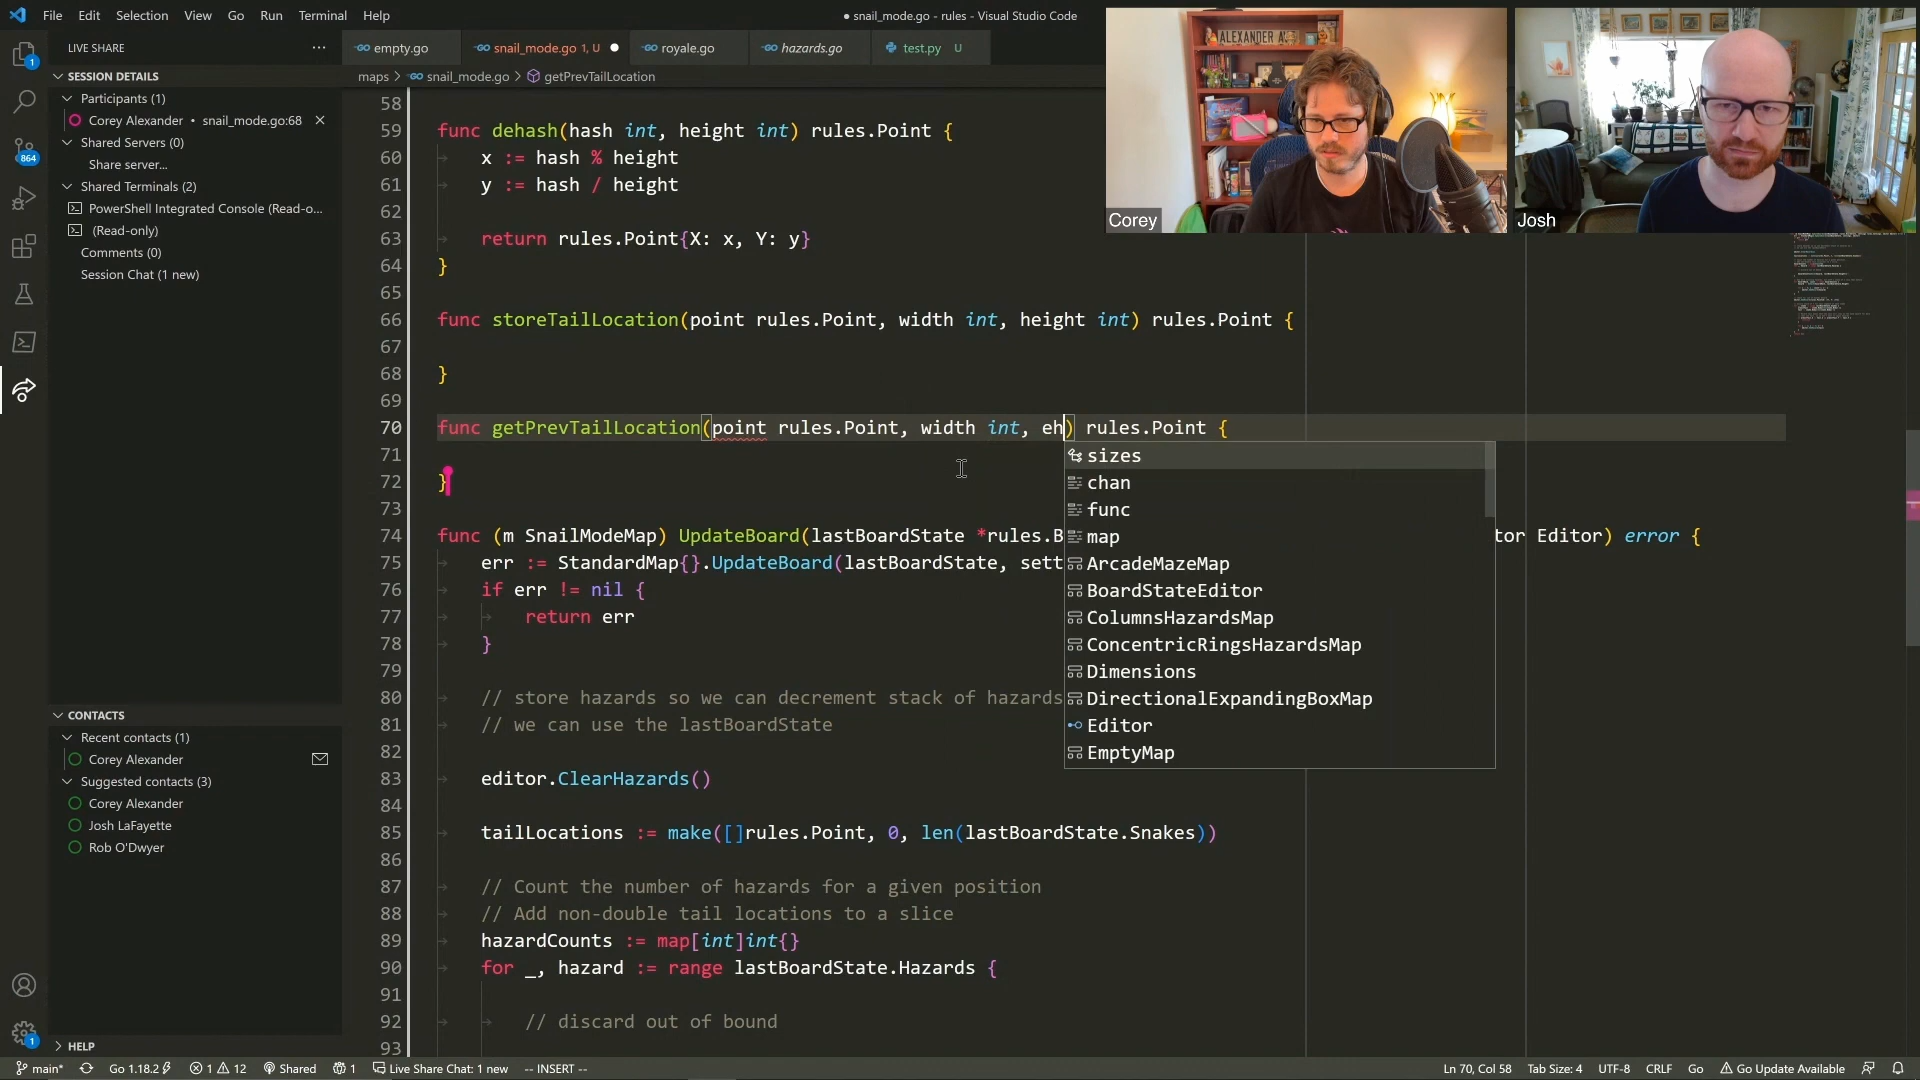 File Edit Selection View Go Run Terminal Help
● snail_mode.go - rules - Visual Studio Code
LIVE SHARE ···
empty.go snail_mode.go 1, U ● royale.go hazards.go test.py U
SESSION DETAILS
maps > snail_mode.go > getPrevTailLocation
Participants (1)
Corey Alexander • snail_mode.go:68
Shared Servers (0)
Share server...
Shared Terminals (2)
PowerShell Integrated Console (Read-o...
(Read-only)
Comments (0)
Session Chat (1 new)
CONTACTS
Recent contacts (1)
Corey Alexander
Suggested contacts (3)
Corey Alexander
Josh LaFayette
Rob O'Dwyer
HELP
1
864
1
58
59 func dehash(hash int, height int) rules.Point {
60 x := hash % height
61 y := hash / height
62
63 return rules.Point{X: x, Y: y}
64 }
65
66 func storeTailLocation(point rules.Point, width int, height int) rules.Point {
67
68 }
69
70 func getPrevTailLocation(point rules.Point, width int, eh) rules.Point {
71
72 }
73
74 func (m SnailModeMap) UpdateBoard(lastBoardState *rules.B tor Editor) error {
75 err := StandardMap{}.UpdateBoard(lastBoardState, sett
76 if err != nil {
77 return err
78 }
79
80 // store hazards so we can decrement stack of hazards
81 // we can use the lastBoardState
82
83 editor.ClearHazards()
84
85 tailLocations := make([]rules.Point, 0, len(lastBoardState.Snakes))
86
87 // Count the number of hazards for a given position
88 // Add non-double tail locations to a slice
89 hazardCounts := map[int]int{}
90 for _, hazard := range lastBoardState.Hazards {
91
92 // discard out of bound
93
sizes
chan
func
map
ArcadeMazeMap
BoardStateEditor
ColumnsHazardsMap
ConcentricRingsHazardsMap
Dimensions
DirectionalExpandingBoxMap
Editor
EmptyMap
ALEXANDER A
Corey
Josh
main* Go 1.18.2 1 12 Shared 1 Live Share Chat: 1 new -- INSERT -- Ln 70, Col 58 Tab Size: 4 UTF-8 CRLF Go Go Update Available